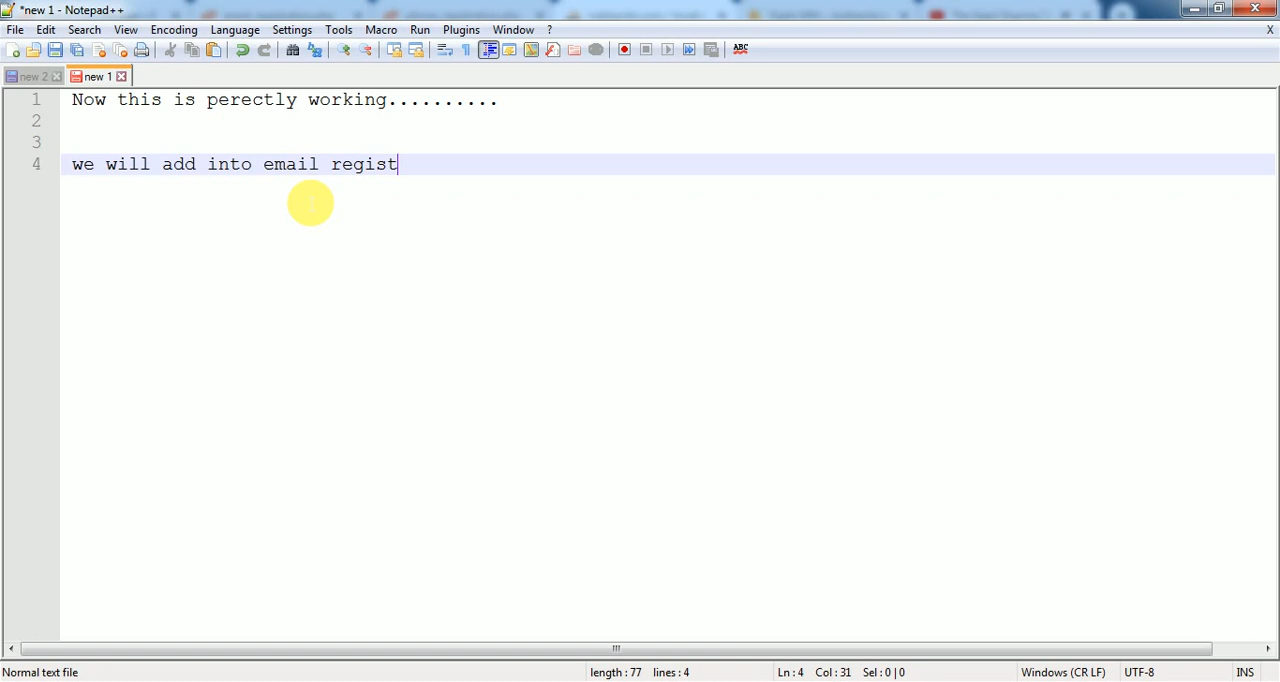 *new 1 - Notepad++
File Edit Search View Encoding Language Settings Tools Macro Run Plugins Window ? X
ABC
new 2 new 1
1 Now this is perectly working..........
2
3
4 we will add into email regist
Normal text file length : 77 lines : 4 Ln : 4 Col : 31 Sel : 0 | 0 Windows (CR LF) UTF-8 INS